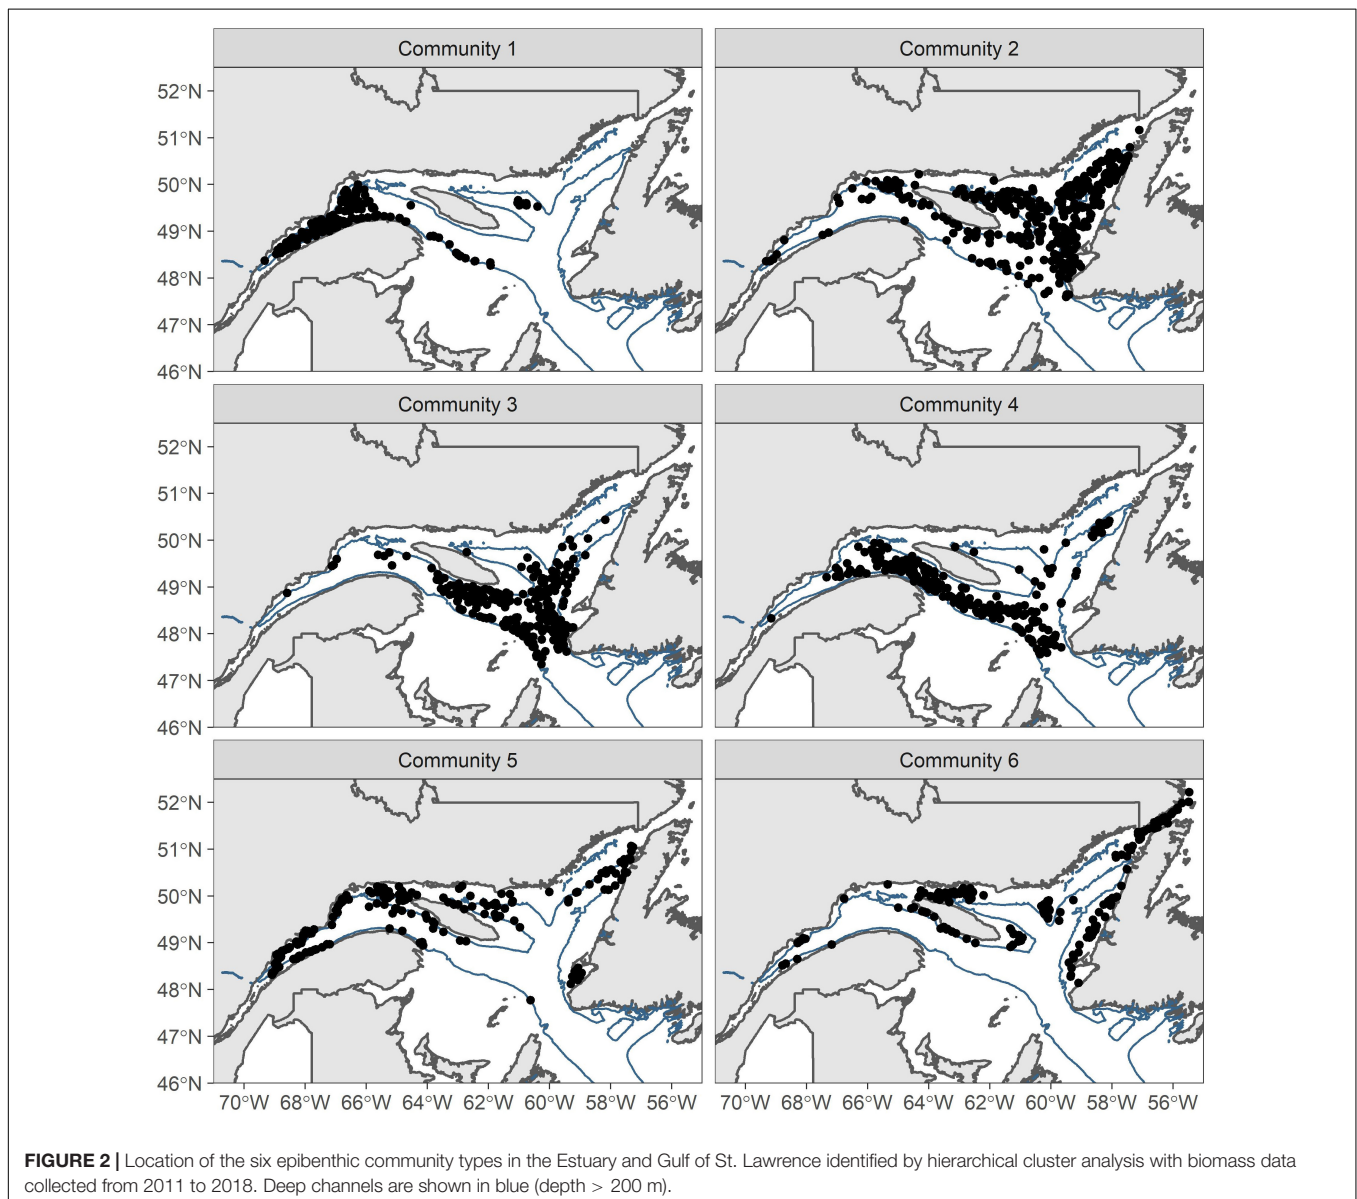 Community 1
Community 2
52°N
51°N
50°N
49°N
48°N
47°N
46°N
Community 3
Community 4
52°N
51°N
50°N
49°N
48°N
47°N
46°N
Community 5
Community 6
52°N
51°N
50°N
49°N
48°N
47°N
46°N
70°W 68°W 66°W 64°W 62°W 60°W 58°W 56°W
70°W 68°W 66°W 64°W 62°W 60°W 58°W 56°W
FIGURE 2 | Location of the six epibenthic community types in the Estuary and Gulf of St. Lawrence identified by hierarchical cluster analysis with biomass data
collected from 2011 to 2018. Deep channels are shown in blue (depth > 200 m).